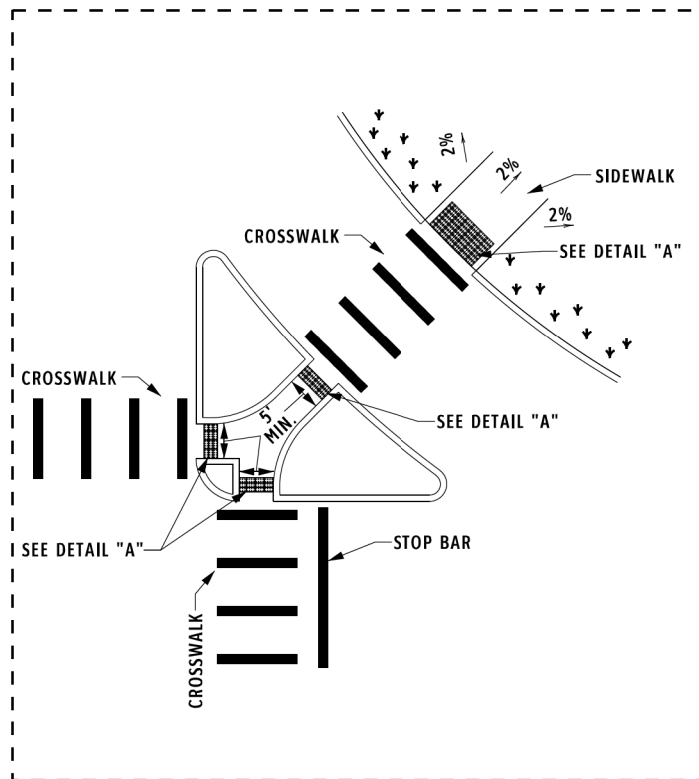 2%
2%
SIDEWALK
2%
CROSSWALK
SEE DETAIL "A"
CROSSWALK
5'
MIN.
SEE DETAIL "A"
SEE DETAIL "A"
STOP BAR
CROSSWALK